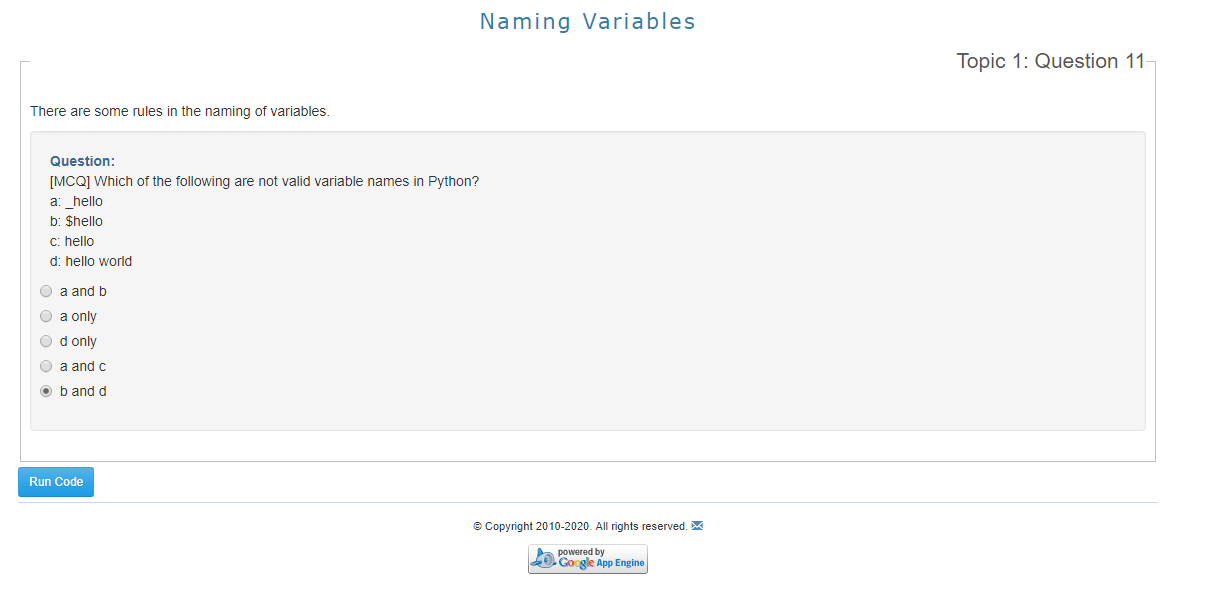 Naming Variables
Topic 1: Question 11
There are some rules in the naming of variables.
Question:
[MCQ] Which of the following are not valid variable names in Python?
a: _hello
b: $hello
c: hello
d: hello world
a and b
a only
d only
a and c
b and d
Run Code
© Copyright 2010-2020. All rights reserved.
powered by
Google App Engine